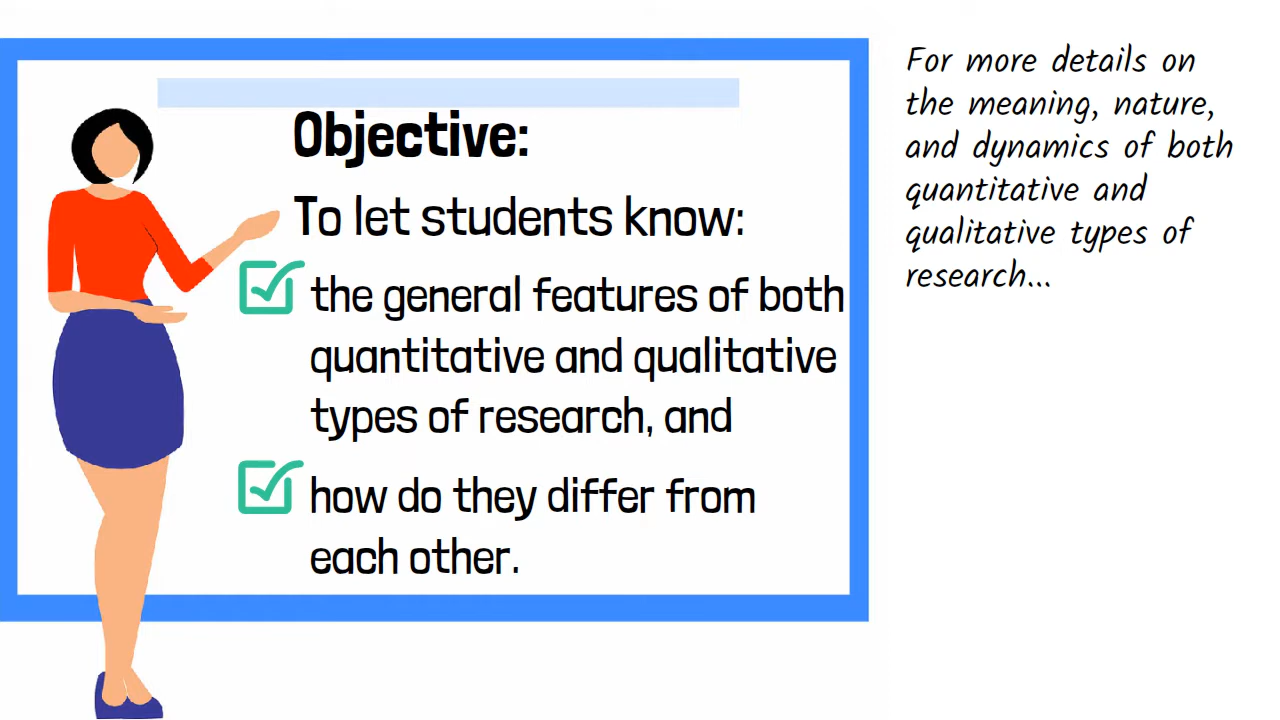 Objective:
To let students know:
the general features of both
quantitative and qualitative
types of research, and
how do they differ from
each other.
For more details on
the meaning, nature,
and dynamics of both
quantitative and
qualitative types of
research...